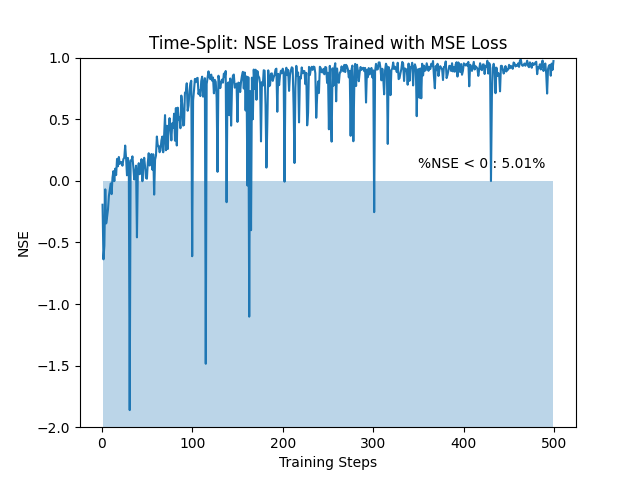 Time-Split: NSE Loss Trained with MSE Loss
1.0
0.5
0.0
−0.5
−1.0
−1.5
−2.0
NSE
%NSE < 0 : 5.01%
0 100 200 300 400 500
Training Steps